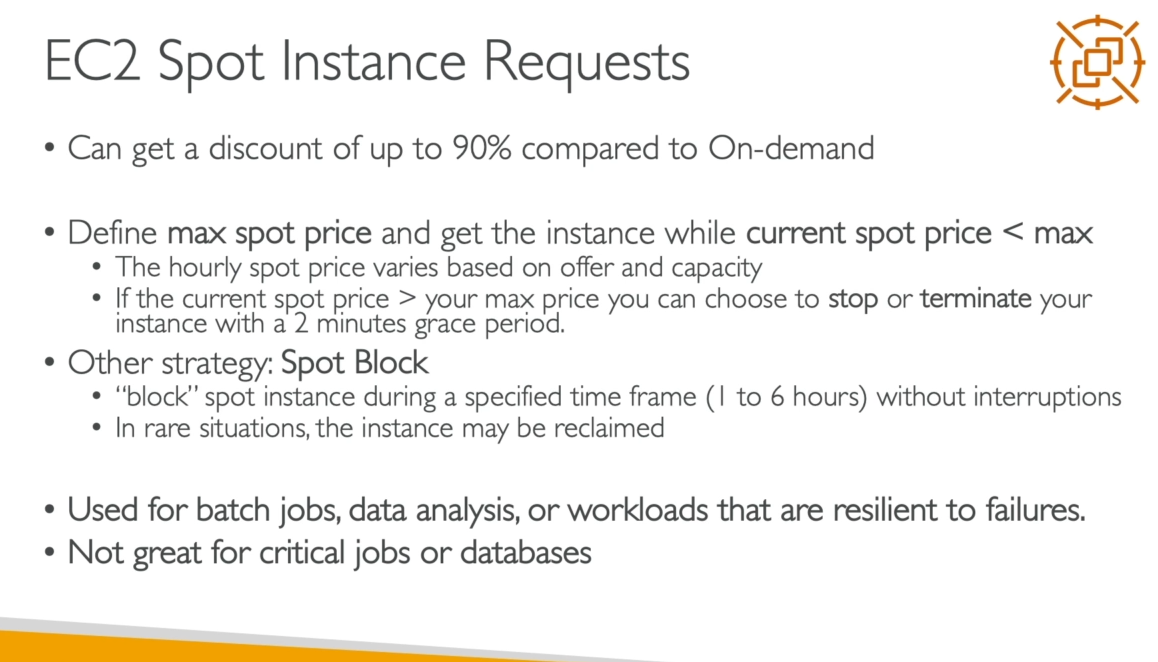 EC2 Spot Instance Requests
• Can get a discount of up to 90% compared to On-demand
• Define max spot price and get the instance while current spot price < max
• The hourly spot price varies based on offer and capacity
• If the current spot price > your max price you can choose to stop or terminate your
instance with a 2 minutes grace period.
• Other strategy: Spot Block
• “block” spot instance during a specified time frame (1 to 6 hours) without interruptions
• In rare situations, the instance may be reclaimed
• Used for batch jobs, data analysis, or workloads that are resilient to failures.
• Not great for critical jobs or databases